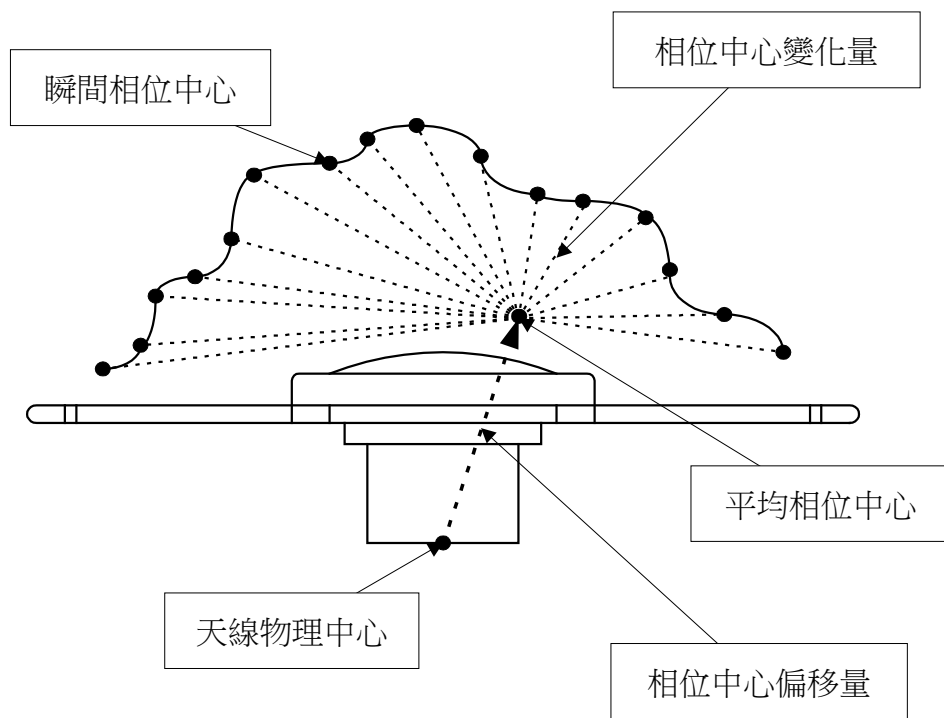 相位中心變化量
瞬間相位中心
平均相位中心
天線物理中心
相位中心偏移量